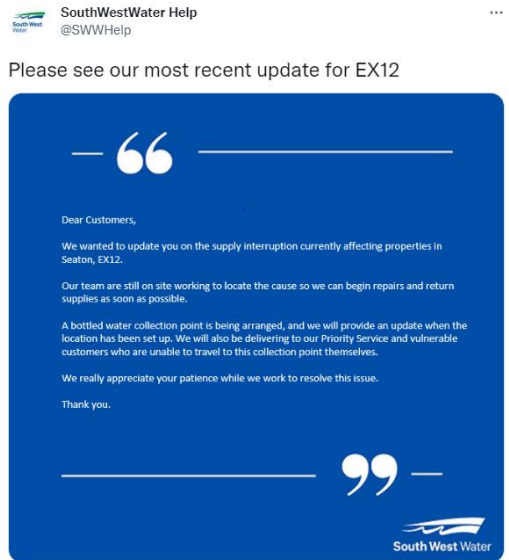 SouthWestWater Help
South West
Water
@SWWHelp
Please see our most recent update for EX12
Dear Customers,
We wanted to update you on the supply interruption currently affecting properties in
Seaton, EX12.
Our team are still on site working to locate the cause so we can begin repairs and return
supplies as soon as possible.
A bottled water collection point is being arranged, and we will provide an update when the
location has been set up. We will also be delivering to our Priority Service and vulnerable
customers who are unable to travel to this collection point themselves.
We really appreciate your patience while we work to resolve this issue.
Thank you.
South West Water